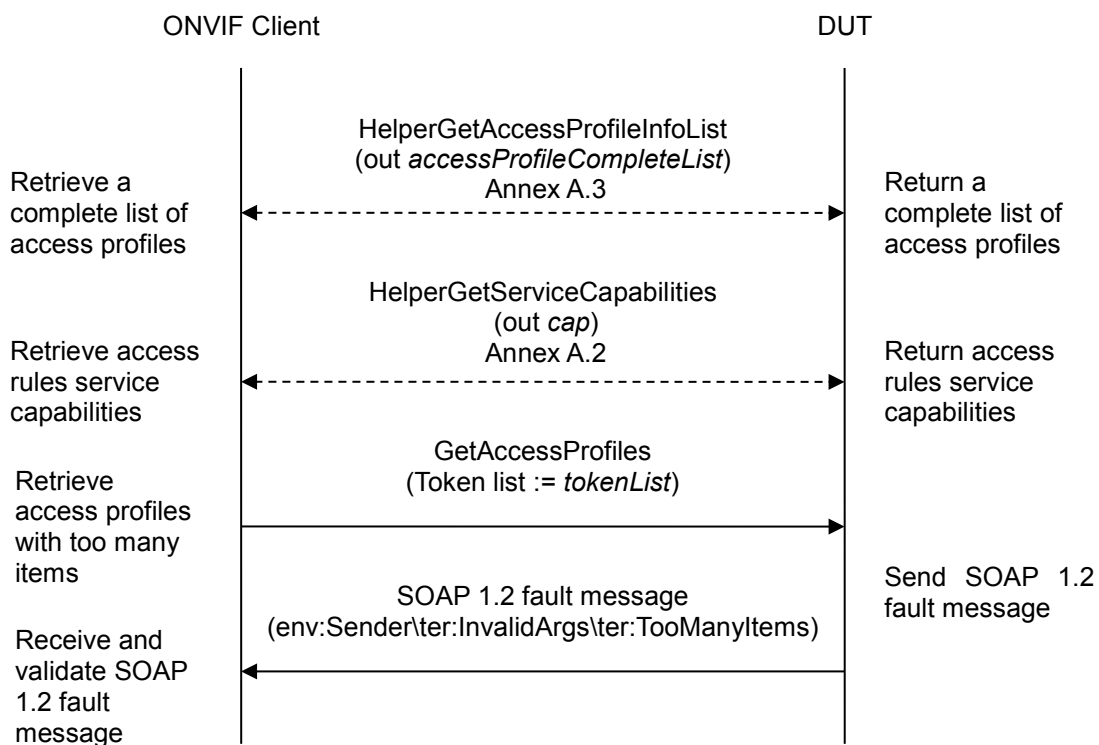 ONVIF Client
DUT
HelperGetAccessProfileInfoList
(out accessProfileCompleteList)
Annex A.3
Retrieve a
complete list of
access profiles
Return a
complete list of
access profiles
HelperGetServiceCapabilities
(out cap)
Annex A.2
Retrieve access
rules service
capabilities
Return access
rules service
capabilities
GetAccessProfiles
(Token list := tokenList)
Retrieve
access profiles
with too many
items
SOAP 1.2 fault message
(env:Sender\ter:InvalidArgs\ter:TooManyItems)
Send SOAP 1.2
fault message
Receive and
validate SOAP
1.2 fault
message